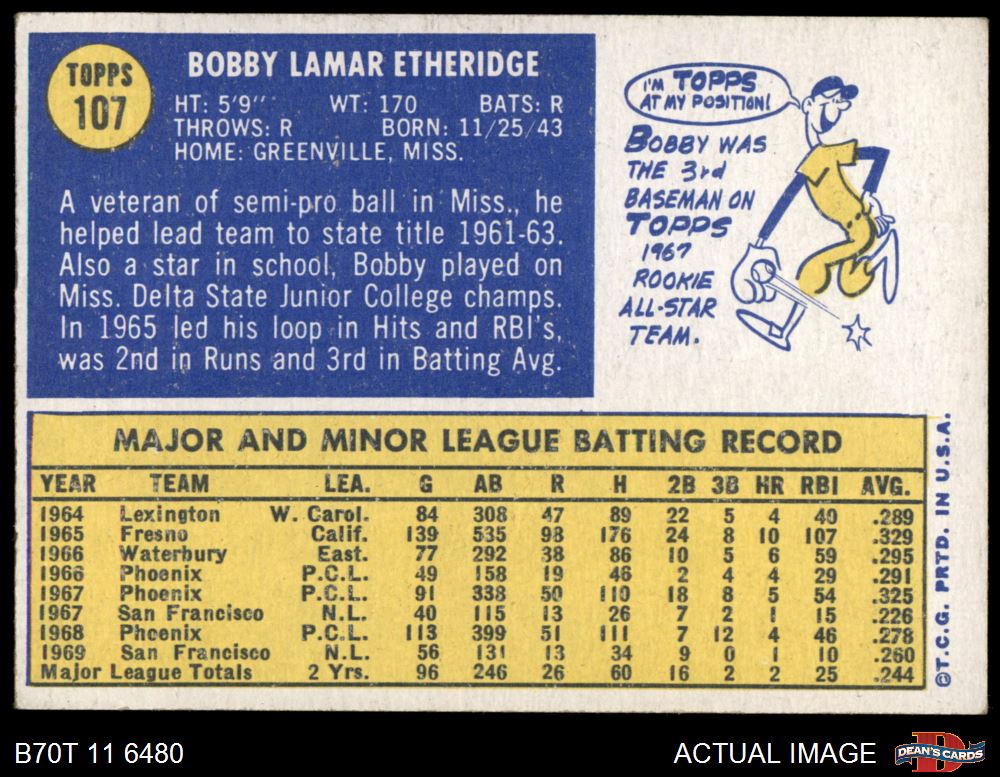 TOPPS
107
BOBBY LAMAR ETHERIDGE
HT: 5'9" WT: 170 BATS: R
THROWS: R BORN: 11/25/43
HOME: GREENVILLE, MISS.
A veteran of semi-pro ball in Miss., he
helped lead team to state title 1961-63.
Also a star in school, Bobby played on
Miss. Delta State Junior College champs.
In 1965 led his loop in Hits and RBI's,
was 2nd in Runs and 3rd in Batting Avg.
I'M TOPPS
AT MY POSITION!
BOBBY WAS
THE 3rd
BASEMAN ON
TOPPS
1967
ROOKIE
ALL-STAR
TEAM.
MAJOR AND MINOR LEAGUE BATTING RECORD
YEAR TEAM LEA. G AB R H 2B 3B HR RBI AVG.
1964 Lexington W. Carol. 84 308 47 89 22 5 4 40 .289
1965 Fresno Calif. 139 535 98 176 24 8 10 107 .329
1966 Waterbury East. 77 292 38 86 10 5 6 59 .295
1966 Phoenix P.C.L. 49 158 19 46 2 4 4 29 .291
1967 Phoenix P.C.L. 91 338 50 110 18 8 5 54 .325
1967 San Francisco N.L. 40 115 13 26 7 2 1 15 .226
1968 Phoenix P.C.L. 113 399 51 111 7 12 4 46 .278
1969 San Francisco N.L. 56 131 13 34 9 0 1 10 .260
Major League Totals 2 Yrs. 96 246 26 60 16 2 2 25 .244
©T.C.G. PRTD. IN U.S.A.
B70T 11 6480
ACTUAL IMAGE
D
DEAN'S CARDS